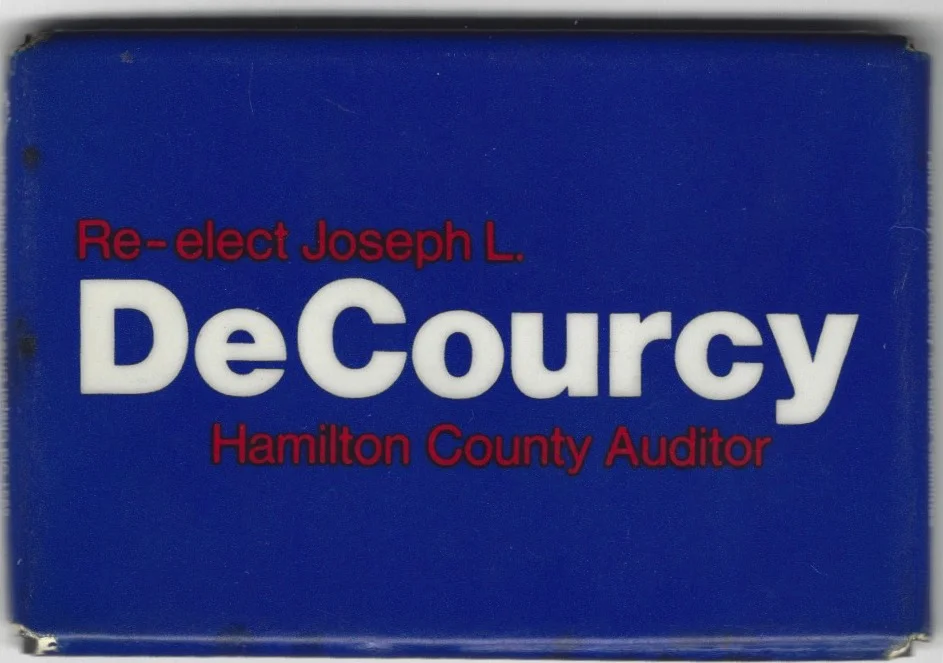 Re-elect Joseph L.
DeCourcy
Hamilton County Auditor